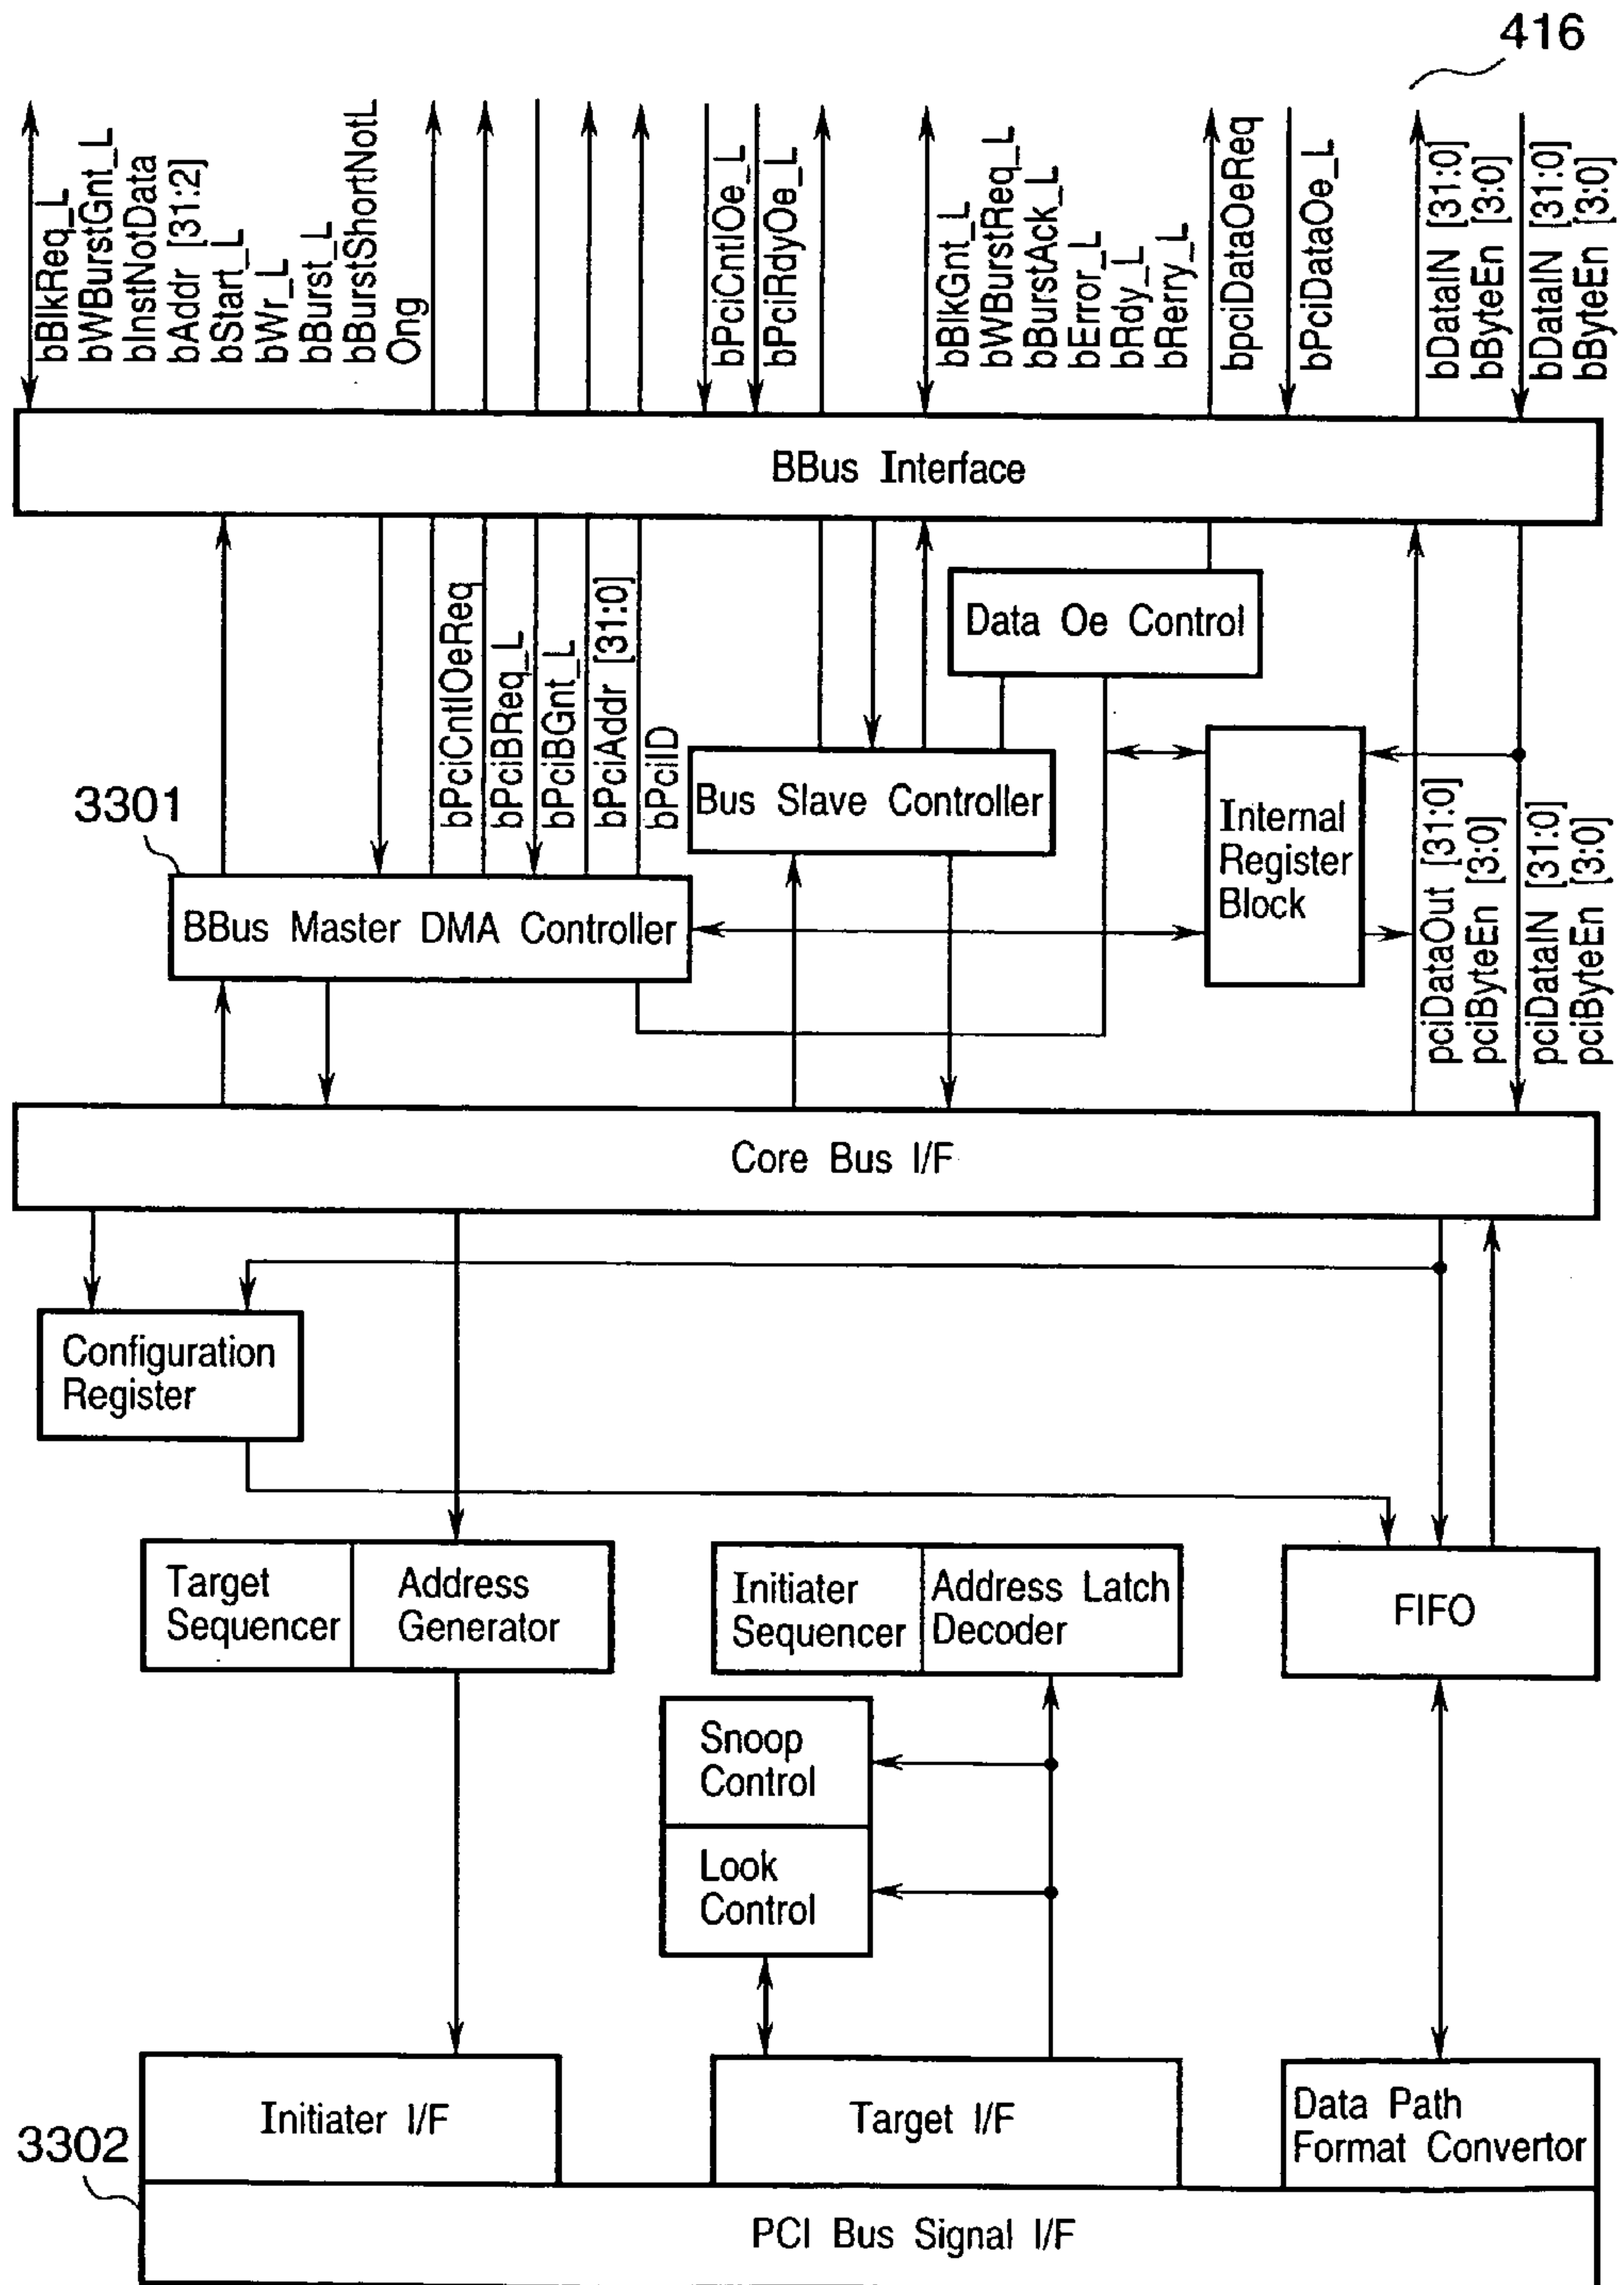 416
bBlkReq_L
bWBurstGnt_L
bInstNotData
bAddr [31:2]
bStart_L
bWr_L
bBurst_L
bBurstShortNotL
Ong
bPciCntlOe_L
bPciRdyOe_L
bBlkGnt_L
bWBurstReq_L
bBurstAck_L
bError_L
bRdy_L
bRerry_L
bpciDataOeReq
bPciDataOe_L
bDataIN [31:0]
bByteEn [3:0]
bDataIN [31:0]
bByteEn [3:0]
BBus Interface
bPciCntlOeReq
bPciBReq_L
bPciBGnt_L
bPciAddr [31:0]
bPciID
Data Oe Control
Bus Slave Controller
Internal
Register
Block
pciDataOut [31:0]
pciByteEn [3:0]
pciDataIN [31:0]
pciByteEn [3:0]
3301
BBus Master DMA Controller
Core Bus I/F
Configuration
Register
Target
Sequencer
Address
Generator
Initiater
Sequencer
Address Latch
Decoder
FIFO
Snoop
Control
Look
Control
Initiater I/F
Target I/F
Data Path
Format Convertor
3302
PCI Bus Signal I/F